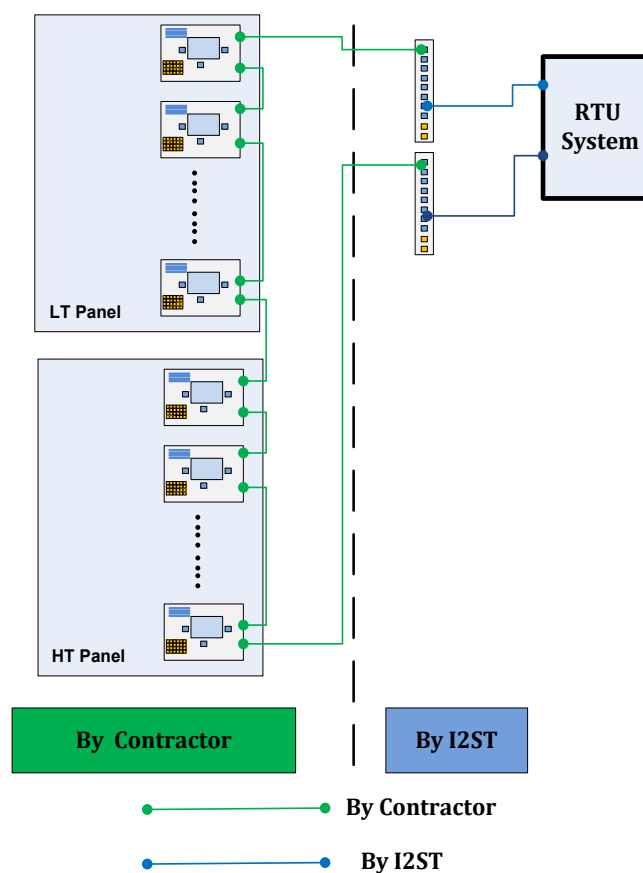 RTU
System
LT Panel
HT Panel
By Contractor
By I2ST
By Contractor
By I2ST